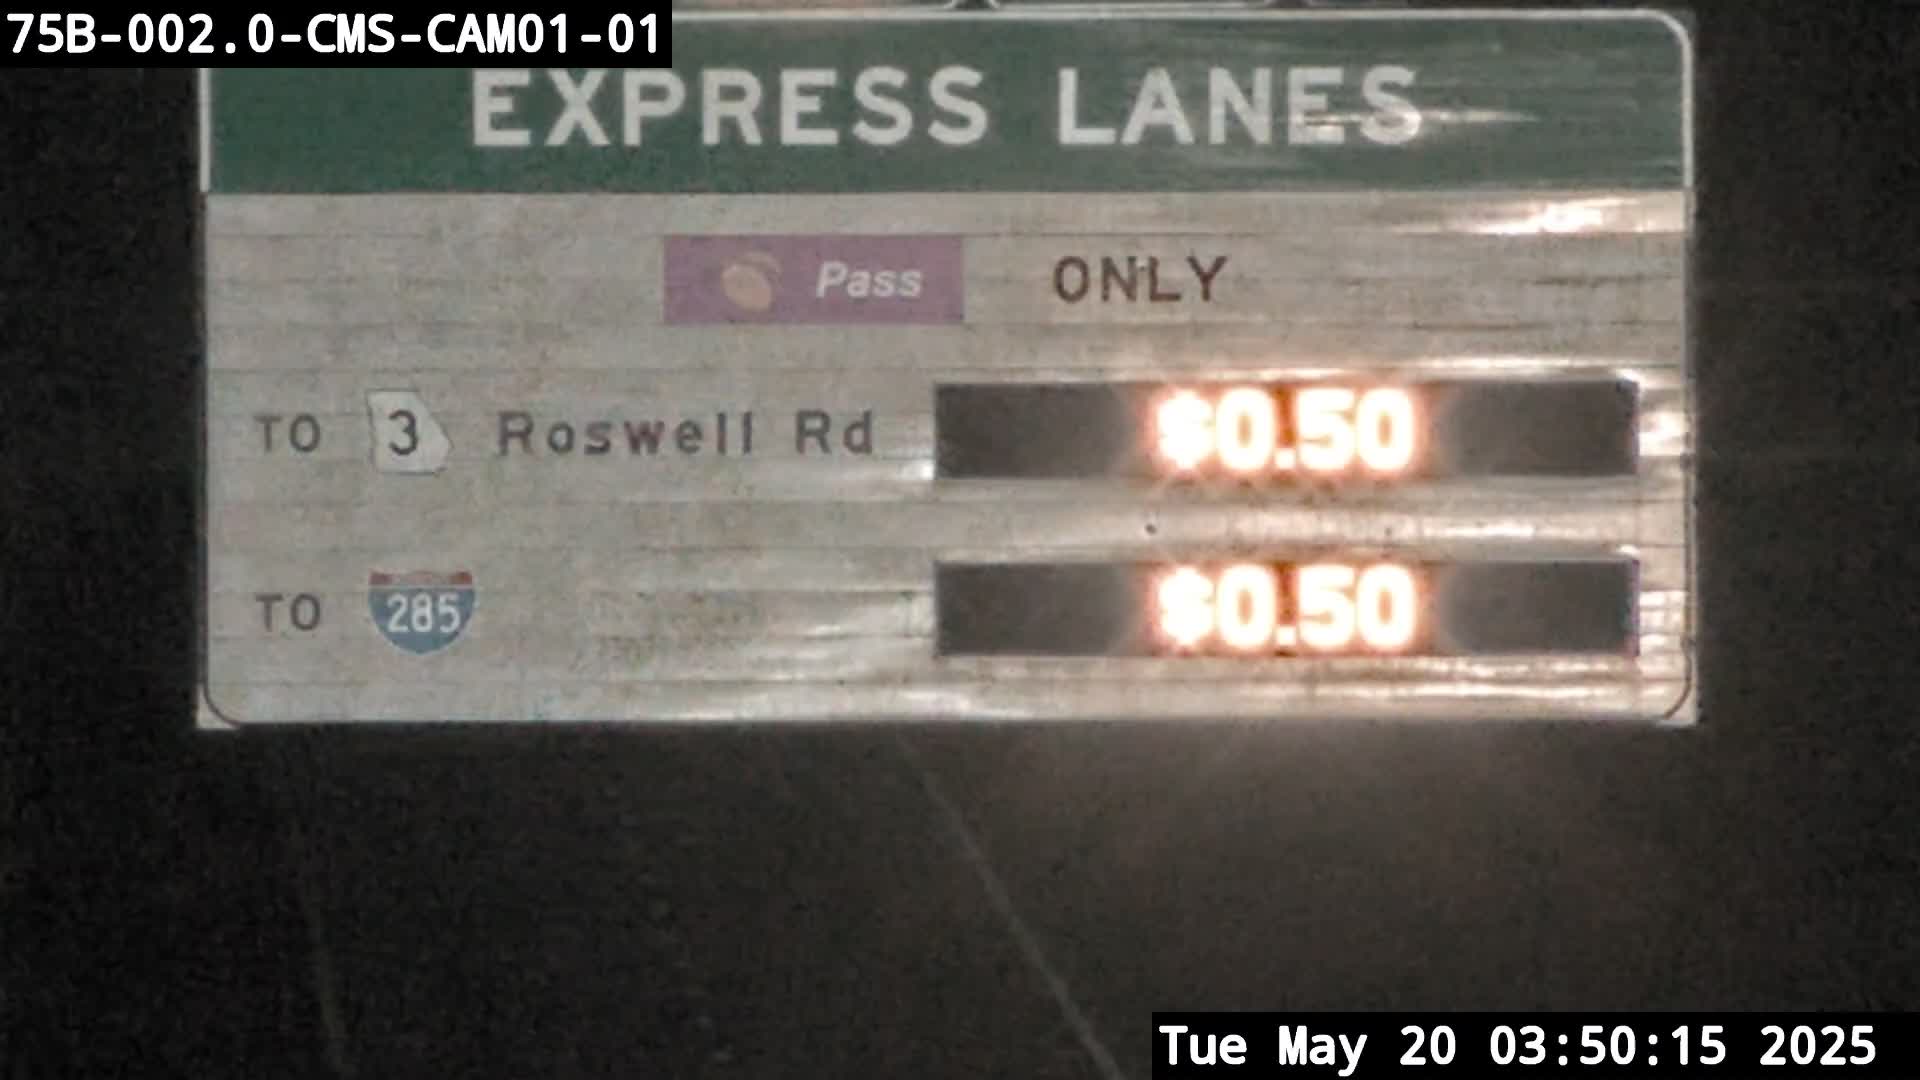 75B-002.0-CMS-CAM01-01
EXPRESS LANES
Pass ONLY
TO 3 Roswell Rd $0.50
TO 285 $0.50
Tue May 20 03:50:15 2025